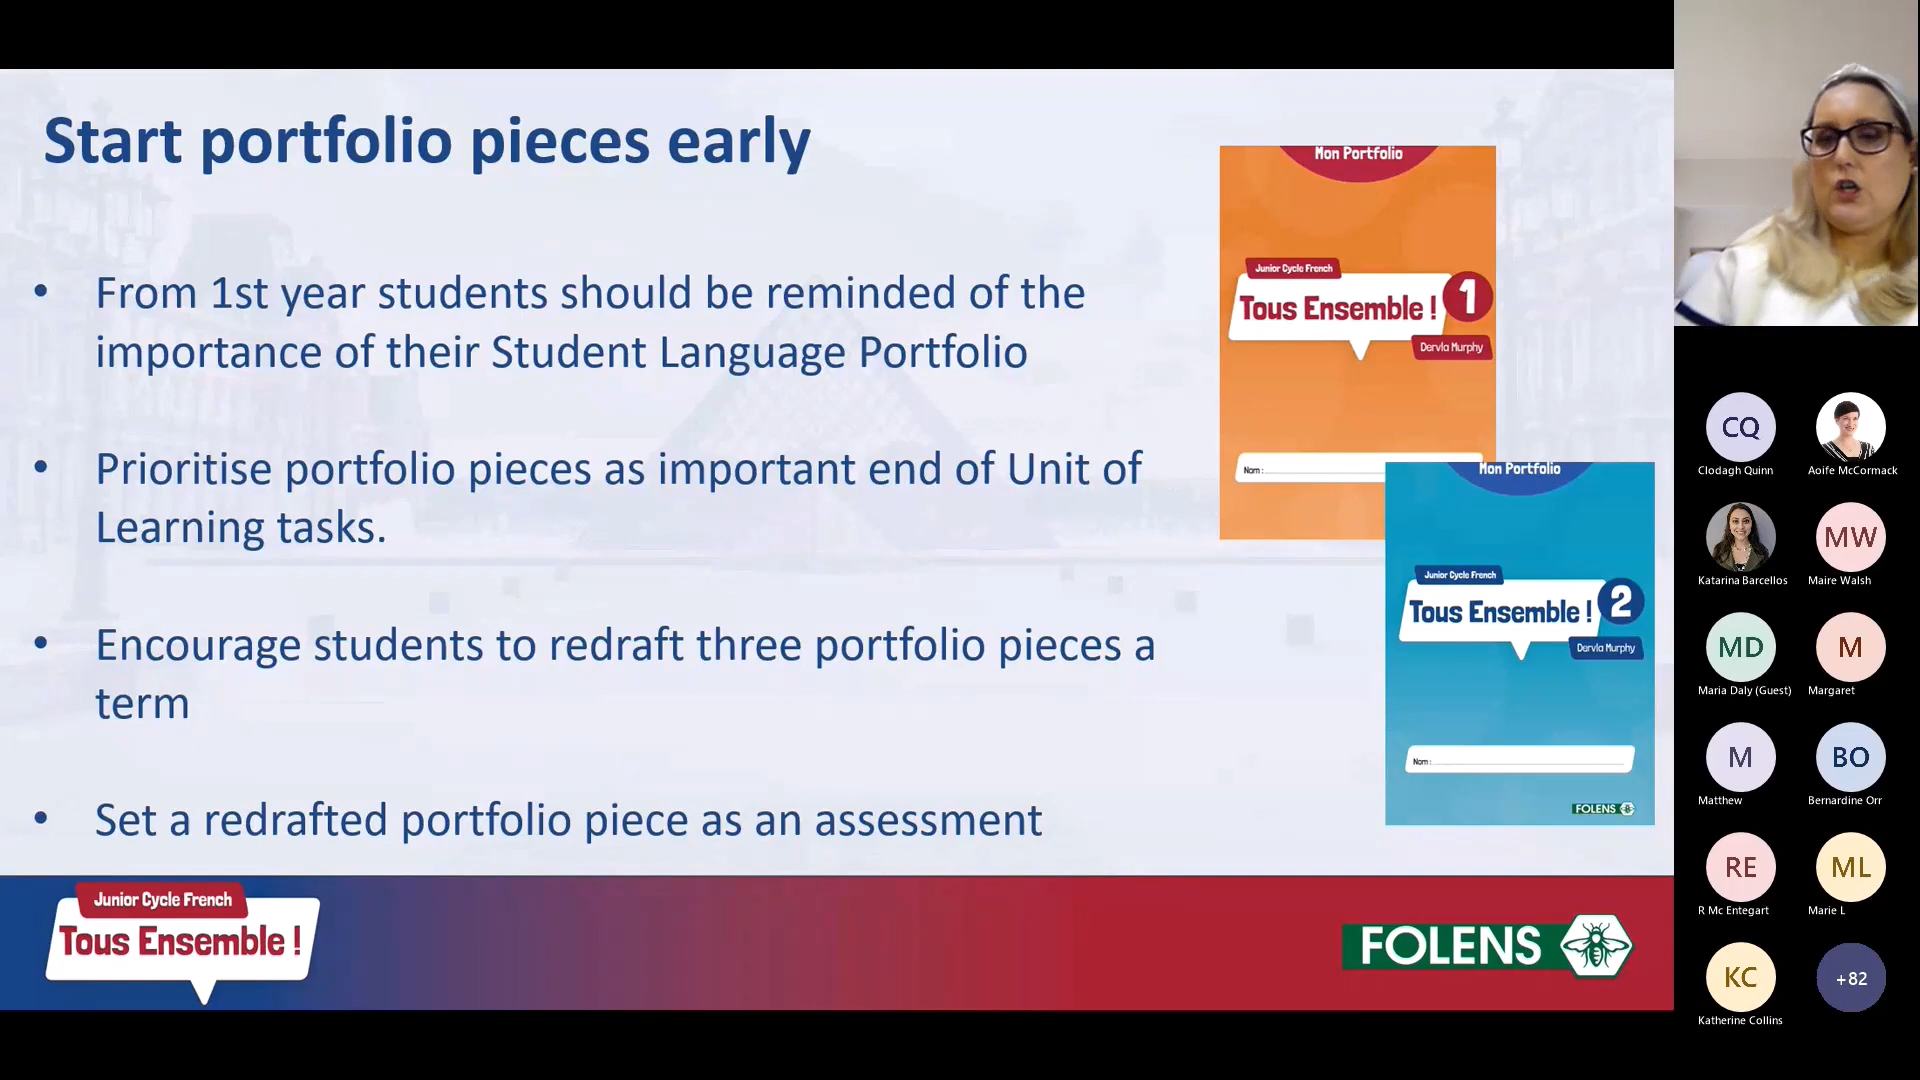 Start portfolio pieces early
• From 1st year students should be reminded of the
importance of their Student Language Portfolio
• Prioritise portfolio pieces as important end of Unit of
Learning tasks.
• Encourage students to redraft three portfolio pieces a
term
• Set a redrafted portfolio piece as an assessment
Mon Portfolio
Junior Cycle French
Tous Ensemble ! 1
Dervla Murphy
Nom :
Mon Portfolio
Junior Cycle French
Tous Ensemble ! 2
Dervla Murphy
Nom :
FOLENS
Junior Cycle French
Tous Ensemble !
FOLENS
CQ
Clodagh Quinn
Aoife McCormack
Katarina Barcellos
MW
Maire Walsh
MD
Maria Daly (Guest)
M
Margaret
M
Matthew
BO
Bernardine Orr
RE
R Mc Entegart
ML
Marie L
KC
Katherine Collins
+82